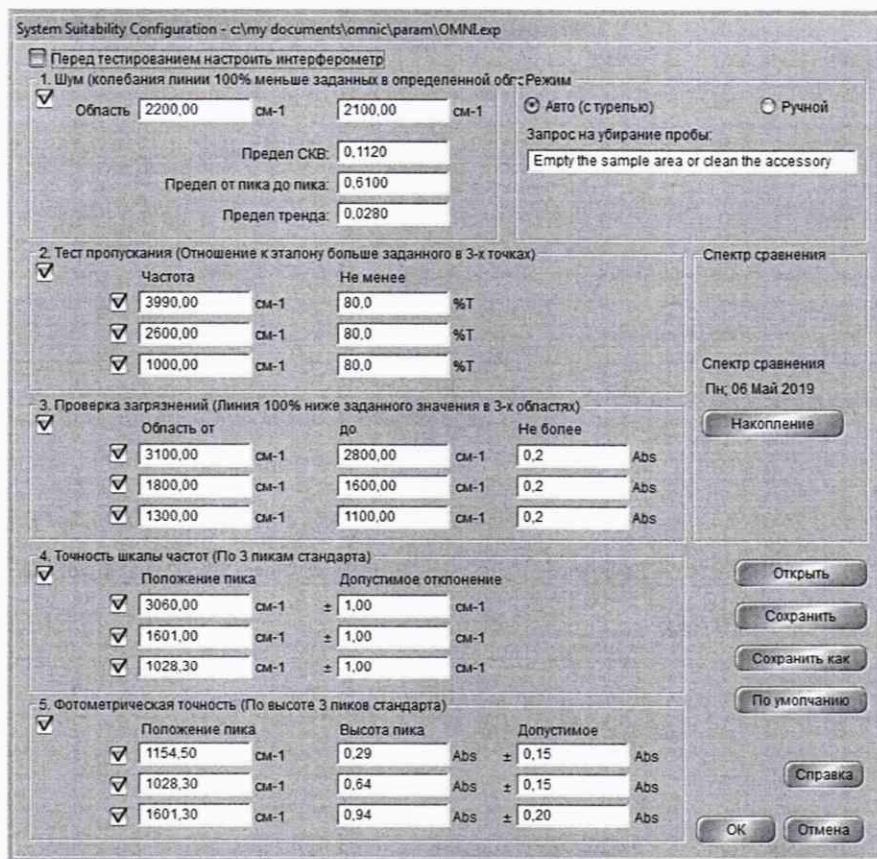 System Suitability Configuration - c:\my documents\omnic\param\OMNI.exp
Перед тестированием настроить интерферометр
1. Шум (колебания линии 100% меньше заданных в определенной обл
Область 2200,00 см-1 2100,00 см-1
Предел СКВ: 0,1120
Предел от пика до пика: 0,6100
Предел тренда: 0,0280
Режим
Авто (с турелью) Ручной
Запрос на убирание пробы:
Empty the sample area or clean the accessory
2. Тест пропускания (Отношение к эталону больше заданного в 3-х точках)
Частота Не менее
3990,00 см-1 80,0 %T
2600,00 см-1 80,0 %T
1000,00 см-1 80,0 %T
Спектр сравнения
Спектр сравнения
Пн; 06 Май 2019
Накопление
3. Проверка загрязнений (Линия 100% ниже заданного значения в 3-х областях)
Область от до Не более
3100,00 см-1 2800,00 см-1 0,2 Abs
1800,00 см-1 1600,00 см-1 0,2 Abs
1300,00 см-1 1100,00 см-1 0,2 Abs
4. Точность шкалы частот (По 3 пикам стандарта)
Положение пика Допустимое отклонение
3060,00 см-1 ± 1,00 см-1
1601,00 см-1 ± 1,00 см-1
1028,30 см-1 ± 1,00 см-1
5. Фотометрическая точность (По высоте 3 пиков стандарта)
Положение пика Высота пика Допустимое
1154,50 см-1 0,29 Abs ± 0,15 Abs
1028,30 см-1 0,64 Abs ± 0,15 Abs
1601,30 см-1 0,94 Abs ± 0,20 Abs
Открыть
Сохранить
Сохранить как
По умолчанию
Справка
OK Отмена